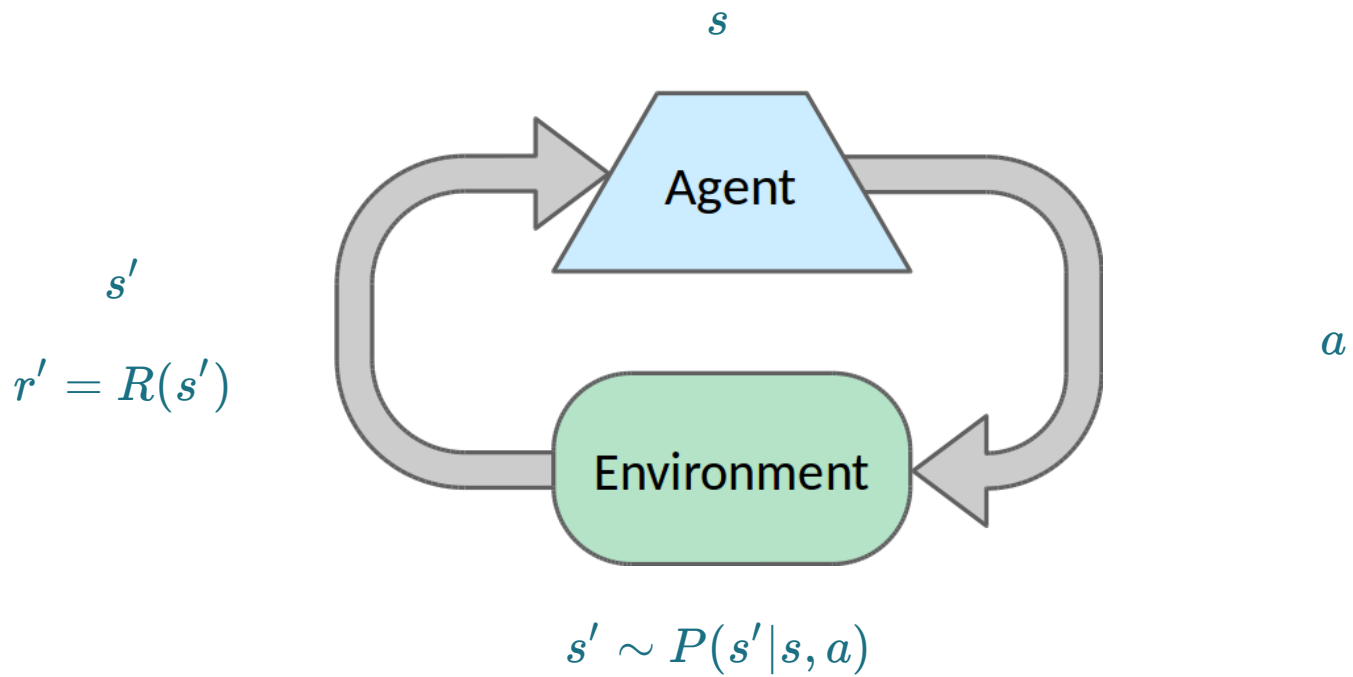 s
Agent
s′
a
r′ = R(s′)
Environment
s′ ∼ P(s′|s, a)